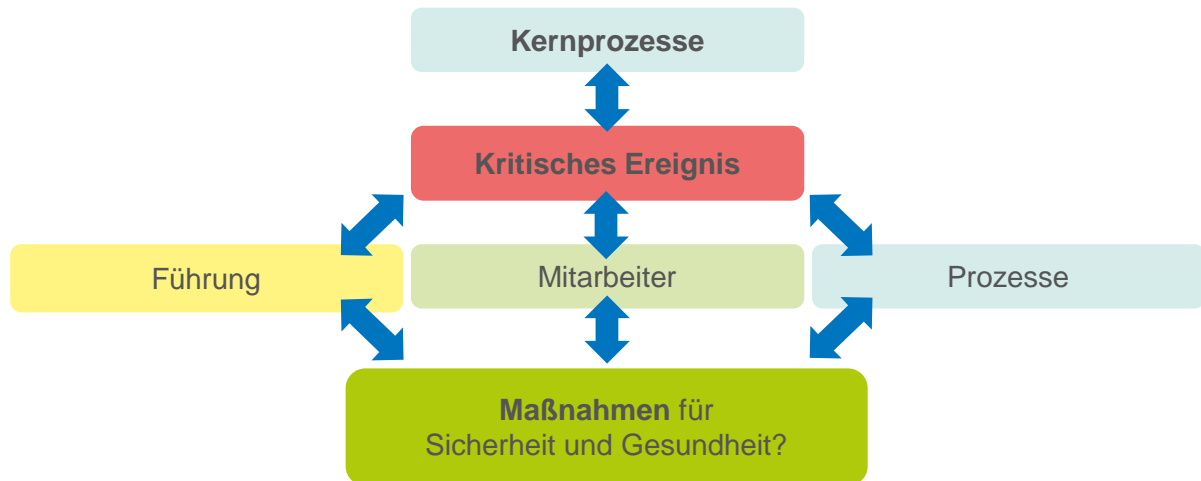 Kernprozesse
Kritisches Ereignis
Führung
Mitarbeiter
Prozesse
Maßnahmen für
Sicherheit und Gesundheit?